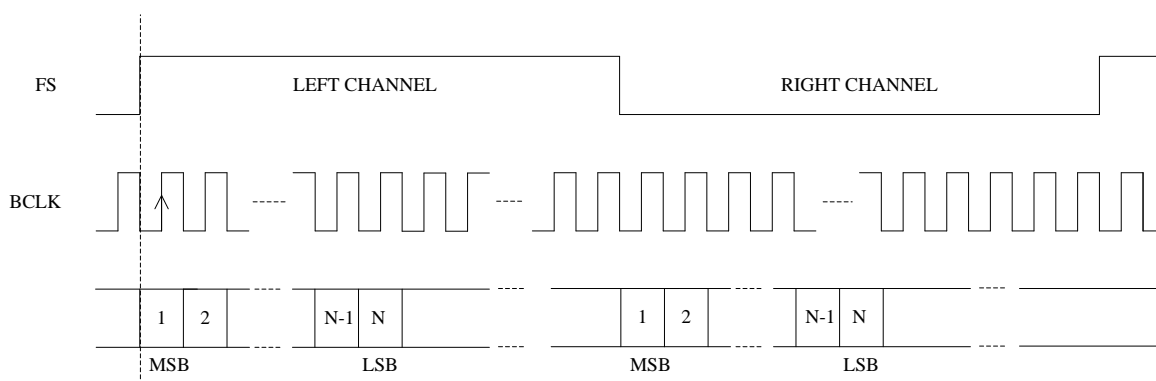 FS
LEFT CHANNEL
RIGHT CHANNEL
BCLK
1 2 N-1 N 1 2 N-1 N
MSB LSB MSB LSB